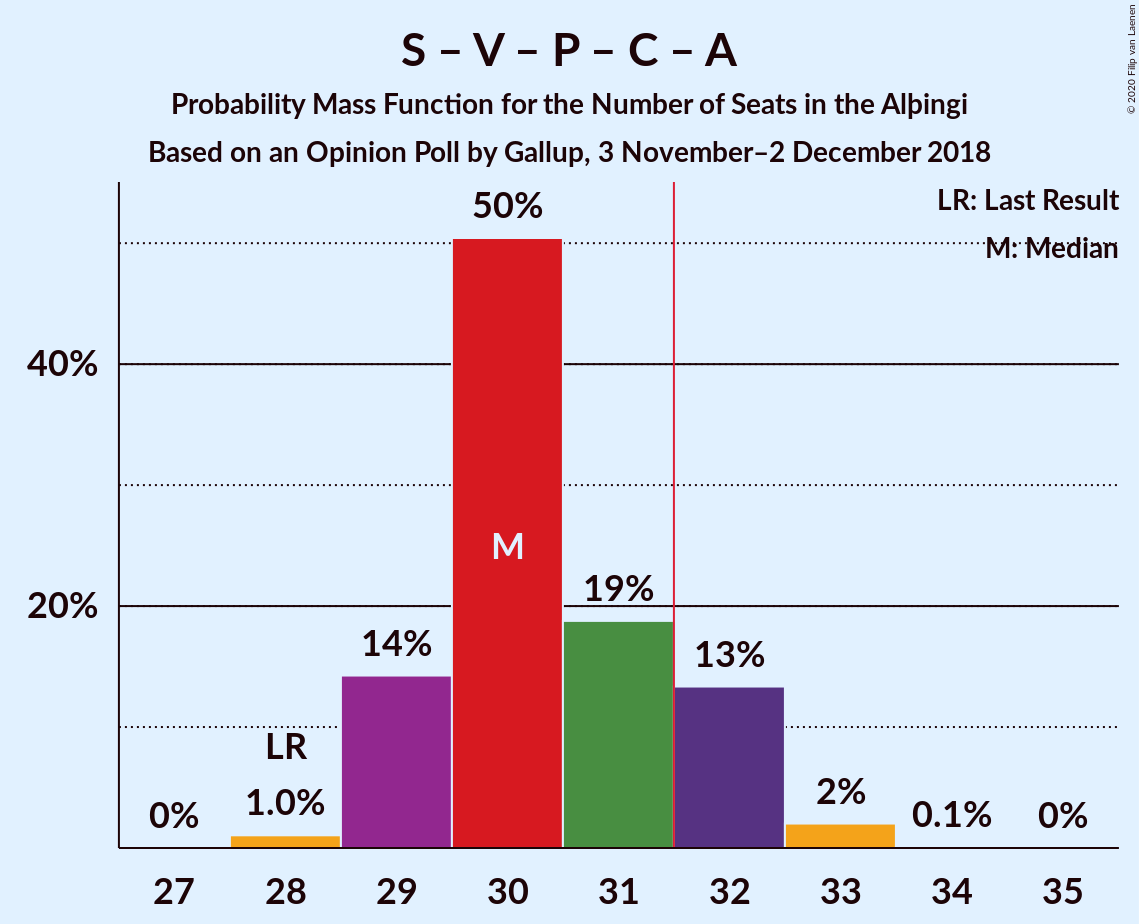 S – V – P – C – A
Probability Mass Function for the Number of Seats in the Alþingi
Based on an Opinion Poll by Gallup, 3 November–2 December 2018
© 2020 Filip van Laenen
LR: Last Result
M: Median
50%
40%
M
19%
20%
14%
13%
LR
0%
1.0%
2%
0.1%
0%
27 28 29 30 31 32 33 34 35